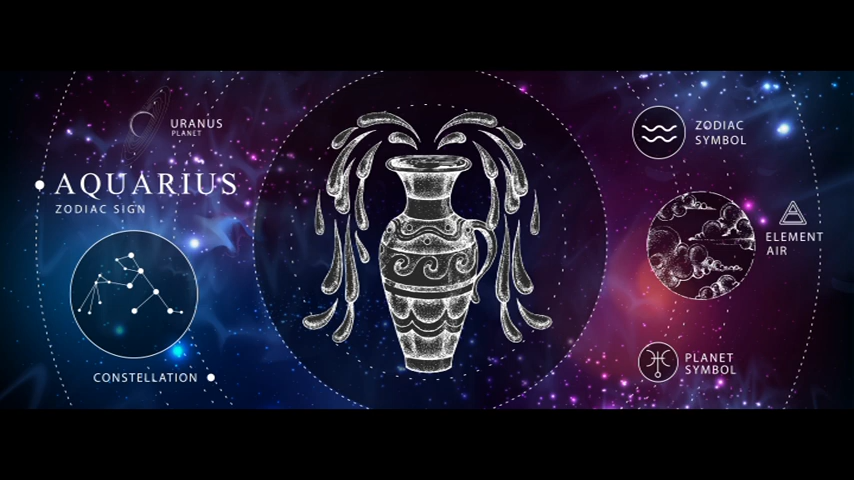 URANUS
PLANET
AQUARIUS
ZODIAC SIGN
CONSTELLATION
ZODIAC
SYMBOL
ELEMENT
AIR
PLANET
SYMBOL